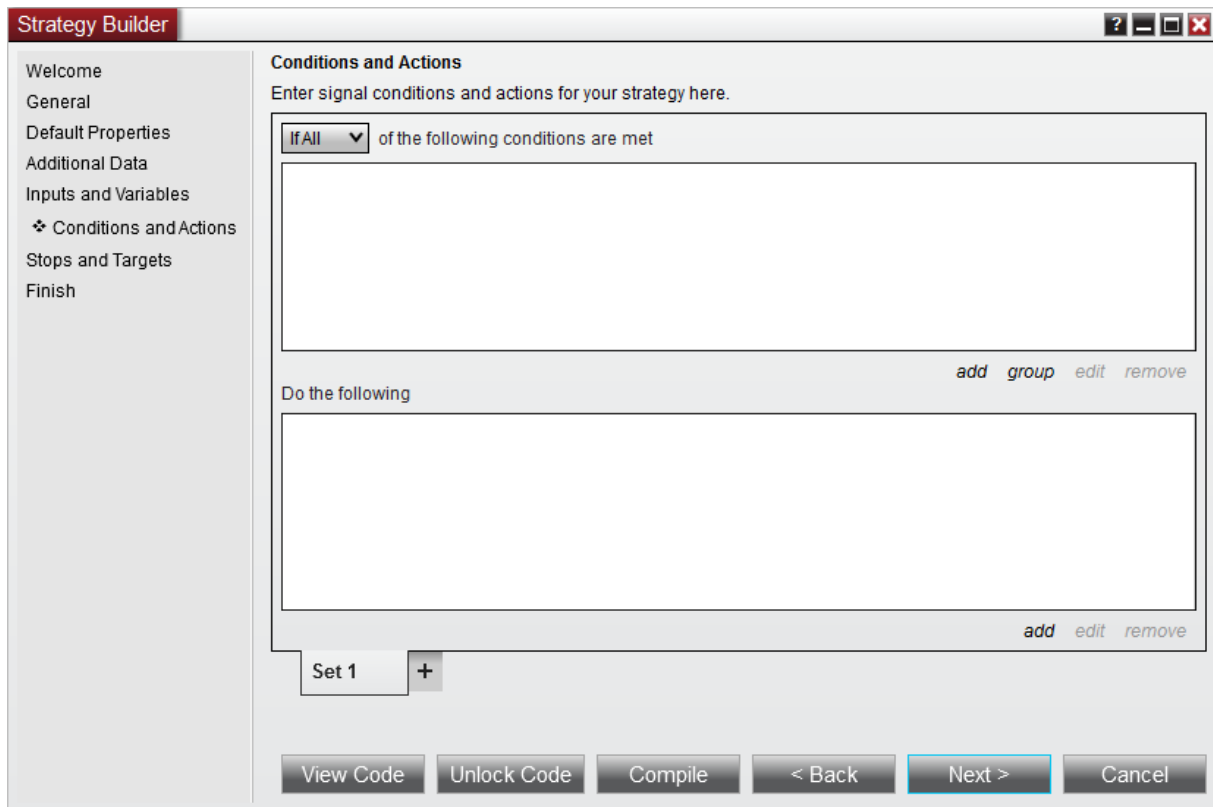 Strategy Builder
?
Welcome
General
Default Properties
Additional Data
Inputs and Variables
Conditions and Actions
Stops and Targets
Finish
Conditions and Actions
Enter signal conditions and actions for your strategy here.
If All of the following conditions are met
add group edit remove
Do the following
add edit remove
Set 1 +
View Code Unlock Code Compile < Back Next > Cancel